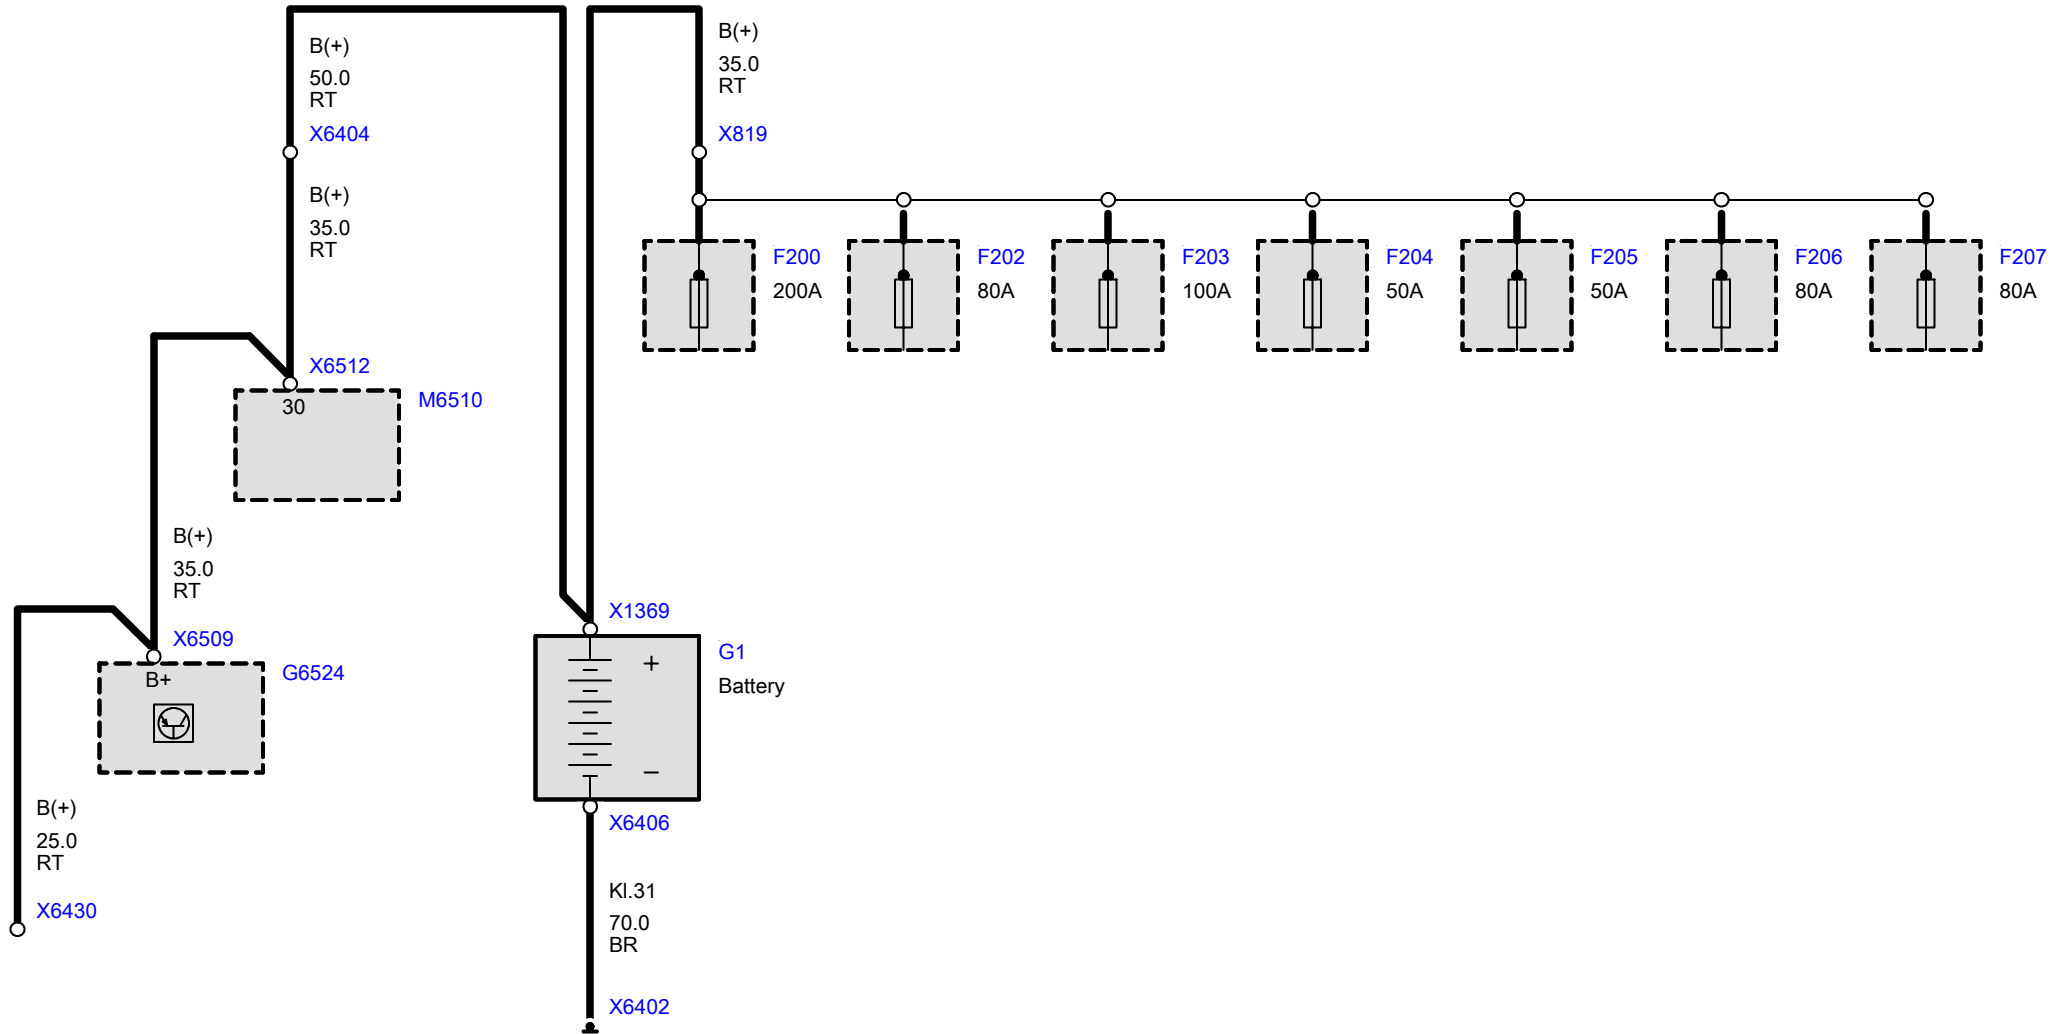 B(+)
50.0
RT
X6404
B(+)
35.0
RT
X6512
30
M6510
B(+)
35.0
RT
X6509
B+
G6524
B(+)
25.0
RT
X6430
B(+)
35.0
RT
X819
F200
200A
F202
80A
F203
100A
F204
50A
F205
50A
F206
80A
F207
80A
X1369
+
G1
Battery
–
X6406
Kl.31
70.0
BR
X6402